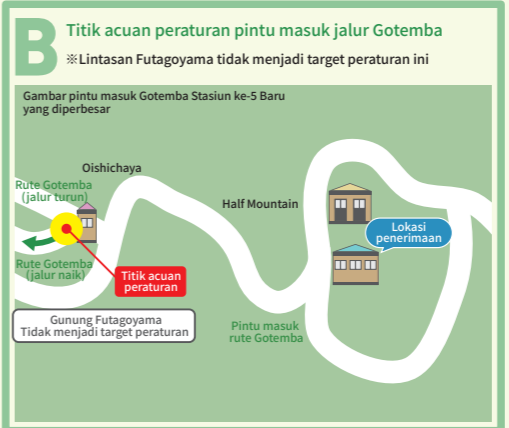 B
Titik acuan peraturan pintu masuk jalur Gotemba
※Lintasan Futagoyama tidak menjadi target peraturan ini
Gambar pintu masuk Gotemba Stasiun ke-5 Baru
yang diperbesar
Oishichaya
Rute Gotemba
(jalur turun)
Half Mountain
Lokasi
penerimaan
Rute Gotemba
(jalur naik)
Titik acuan
peraturan
Gunung Futagoyama
Tidak menjadi target peraturan
Pintu masuk
rute Gotemba